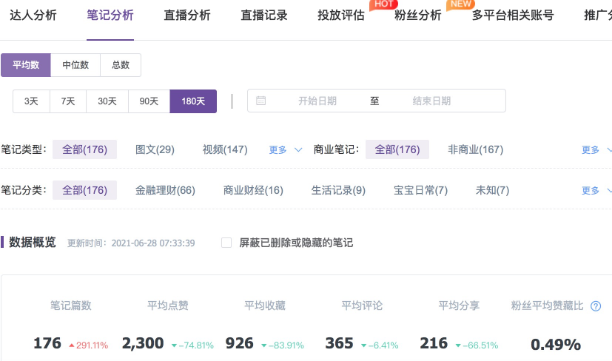 达人分析 笔记分析 直播分析 直播记录 投放评估 HOT 粉丝分析 NEW 多平台相关账号
平均数 中位数 总数
3天 7天 30天 90天 180天 开始日期 至 结束日期
笔记类型: 全部(176) 图文(29) 视频(147) 更多 商业笔记: 全部(176) 非商业(167) 更多
笔记分类: 全部(176) 金融理财(66) 商业财经(16) 生活记录(9) 宝宝日常(7) 未知(7) 更多
数据概览 更新时间: 2021-06-28 07:33:39 屏蔽已删除或隐藏的笔记
笔记篇数 平均点赞 平均收藏 平均评论 平均分享 粉丝平均赞藏比 ?
176 ▲291.11% 2,300 ▼-74.81% 926 ▼-83.91% 365 ▼-6.41% 216 ▼-66.51% 0.49%